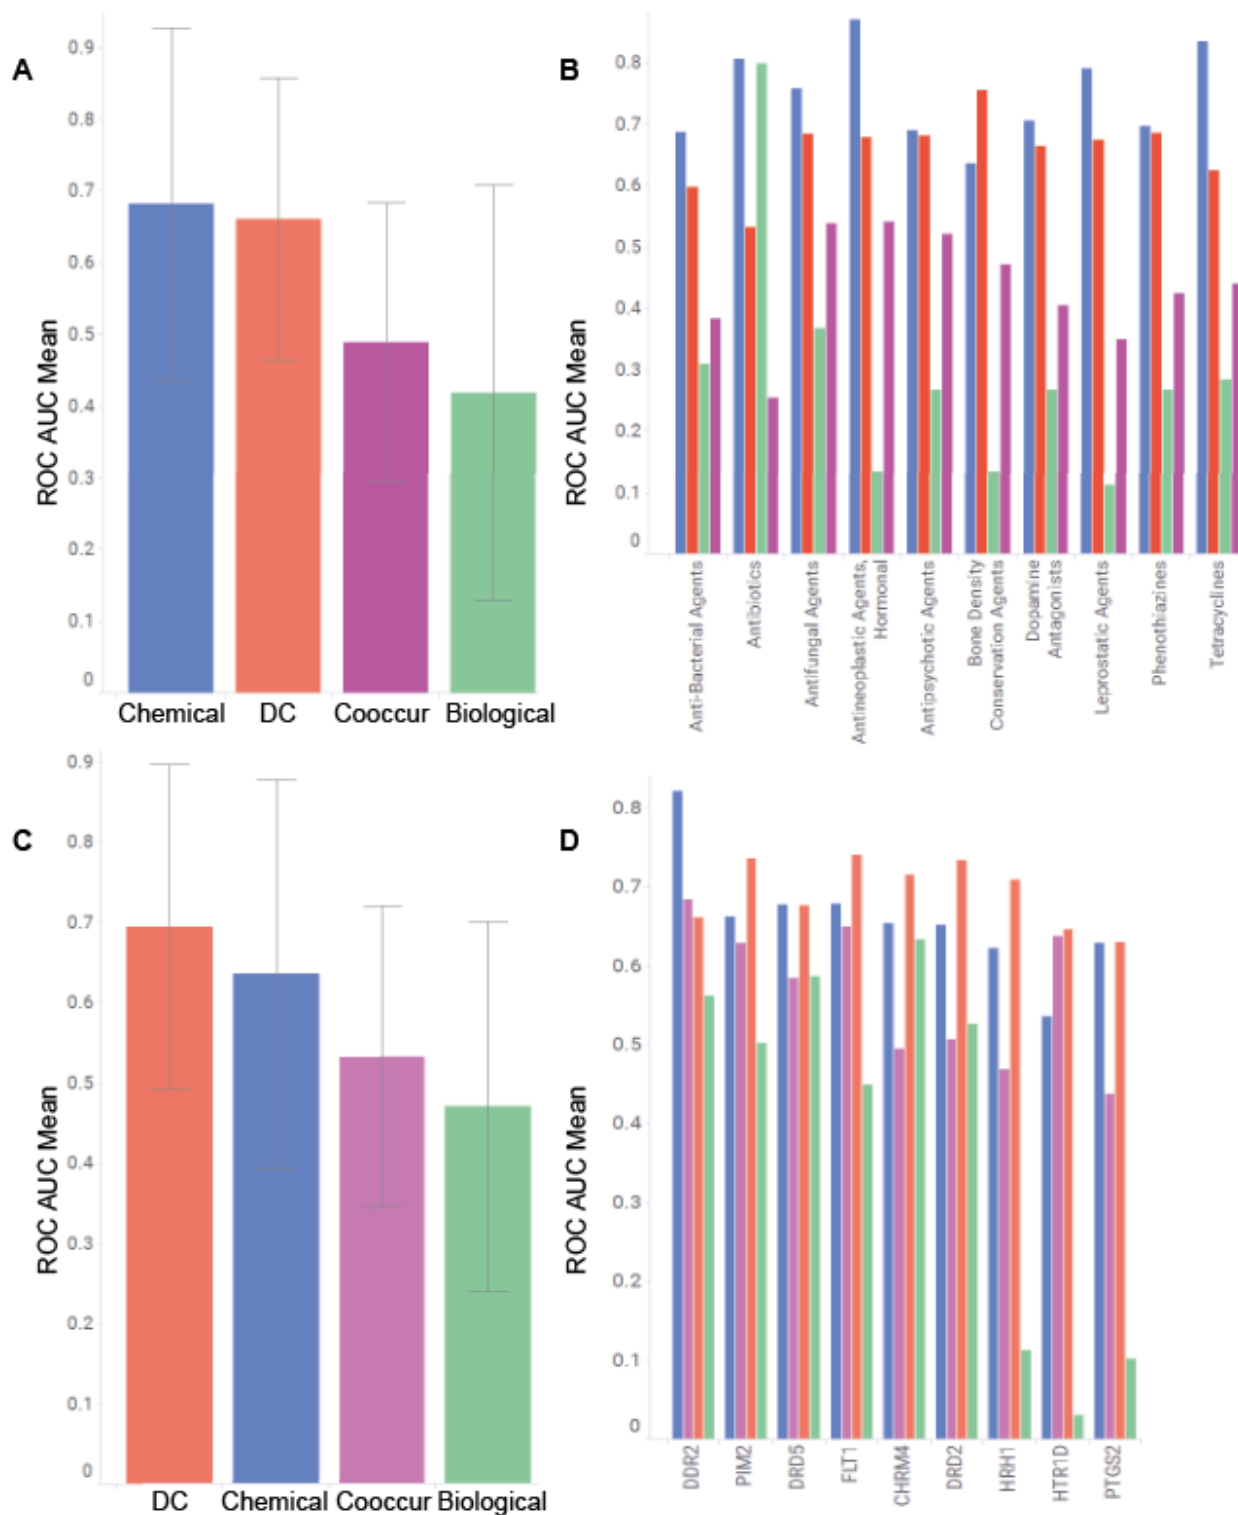 A
ROC AUC Mean
0.9
0.8
0.7
0.6
0.5
0.4
0.3
0.2
0.1
0
Chemical DC Cooccur Biological
B
ROC AUC Mean
0.8
0.7
0.6
0.5
0.4
0.3
0.2
0.1
0
Anti-Bacterial Agents
Antibiotics
Antifungal Agents
Antineoplastic Agents,
Hormonal
Antipsychotic Agents
Bone Density
Conservation Agents
Dopamine
Antagonists
Leprostatic Agents
Phenothiazines
Tetracyclines
C
ROC AUC Mean
0.9
0.8
0.7
0.6
0.5
0.4
0.3
0.2
0.1
0
DC Chemical Cooccur Biological
D
ROC AUC Mean
0.8
0.7
0.6
0.5
0.4
0.3
0.2
0.1
0
DDR2
PIM2
DRD5
FLT1
CHRM4
DRD2
HRH1
HTR1D
PTGS2